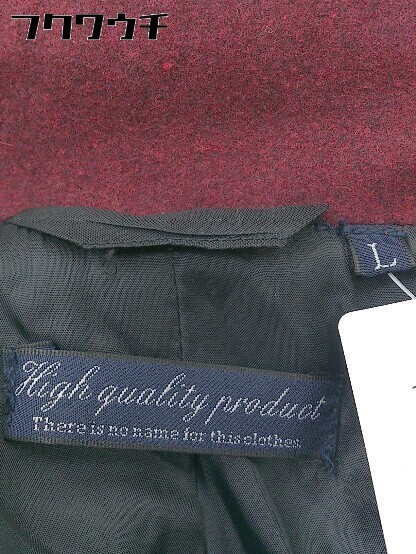 フクワウチ
L
High quality product
There is no name for this clothes.